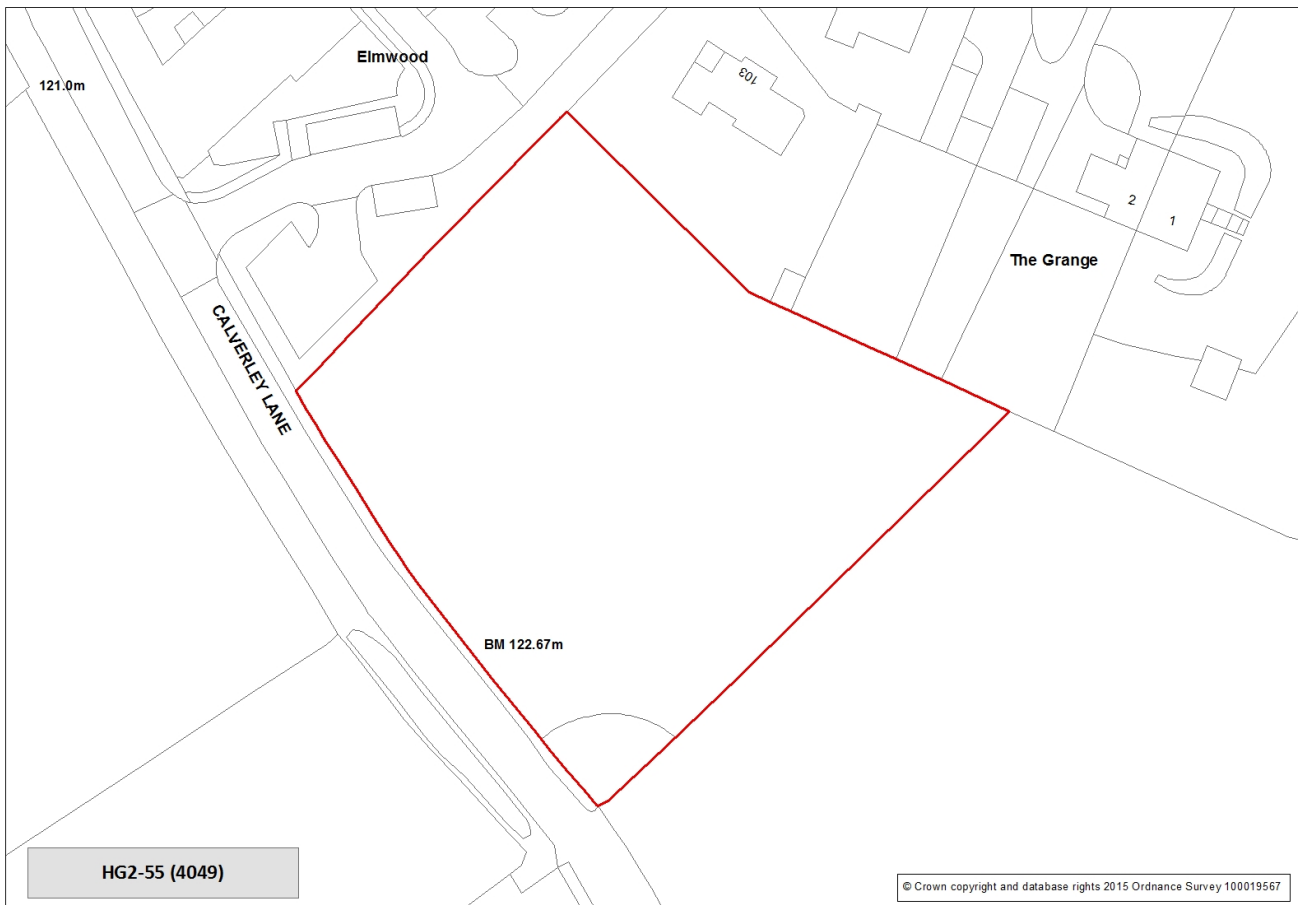 Elmwood
121.0m
103
2
1
The Grange
CALVERLEY LANE
BM 122.67m
HG2-55 (4049)
© Crown copyright and database rights 2015 Ordnance Survey 100019567